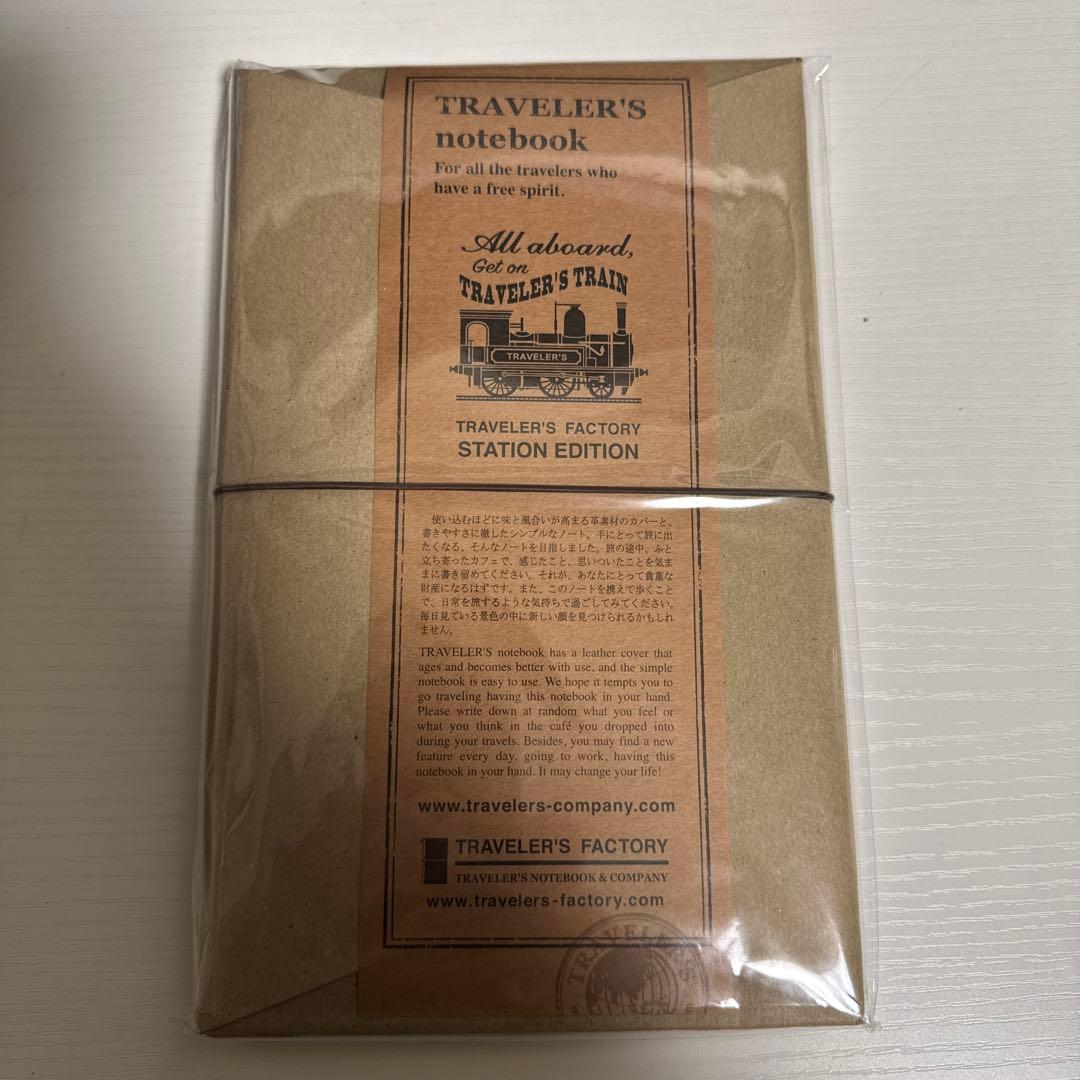 TRAVELER'S
notebook
For all the travelers who
have a free spirit.
All aboard,
Get on
TRAVELER'S TRAIN
TRAVELER'S
TRAVELER'S FACTORY
STATION EDITION
使い込むほどに味と風合いが高まる革素材のカバーと、
書きやすさに徹したシンプルなノート。手にとって旅に出
たくなる、そんなノートを目指しました。旅の途中、ふと
立ち寄ったカフェで、感じたこと、思いついたことを気ま
まに書き留めてください。それが、あなたにとって貴重な
財産になるはずです。また、このノートを携えて歩くこと
で、日常を旅するような気持ちで過ごしてみてください。
毎日見ている景色の中に新しい顔を見つけられるかもしれ
ません。
TRAVELER'S notebook has a leather cover that
ages and becomes better with use, and the simple
notebook is easy to use. We hope it tempts you to
go traveling having this notebook in your hand.
Please write down at random what you feel or
what you think in the café you dropped into
during your travels. Besides, you may find a new
feature every day, going to work, having this
notebook in your hand. It may change your life!
www.travelers-company.com
TRAVELER'S FACTORY
TRAVELER'S NOTEBOOK & COMPANY
www.travelers-factory.com
TRAVELER'S